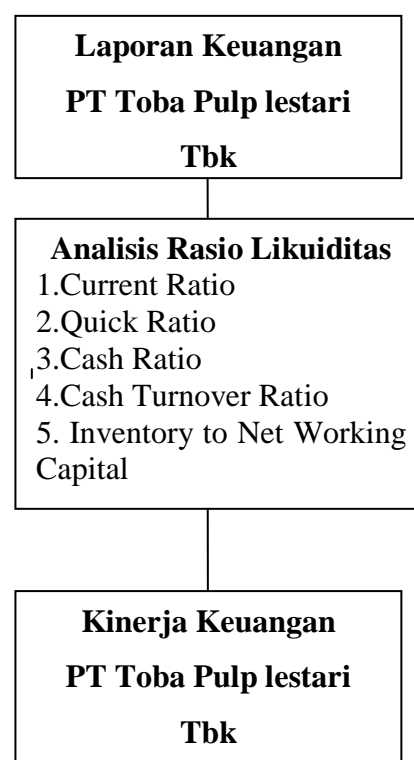 Laporan Keuangan
PT Toba Pulp lestari
Tbk
Analisis Rasio Likuiditas
1.Current Ratio
2.Quick Ratio
3.Cash Ratio
4.Cash Turnover Ratio
5. Inventory to Net Working
Capital
Kinerja Keuangan
PT Toba Pulp lestari
Tbk